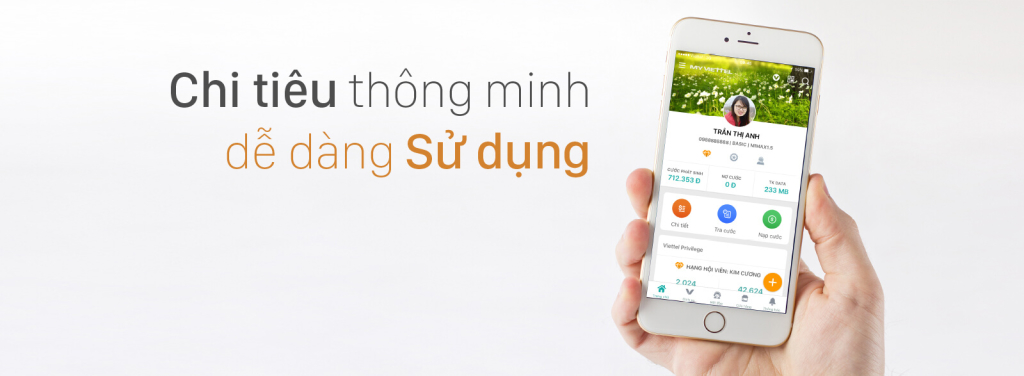 Chi tiêu thông minh
dễ dàng Sử dụng
MY VIETTEL
TRẦN THỊ ANH
CƯỚC PHÁT SINH
NỢ CƯỚC
TK DATA
712.353 Đ
0 Đ
233 MB
Chi tiết
Tra cước
Nạp cước
Viettel Privilege
HẠNG HỘI VIÊN: KIM CƯƠNG
2.024
42.624